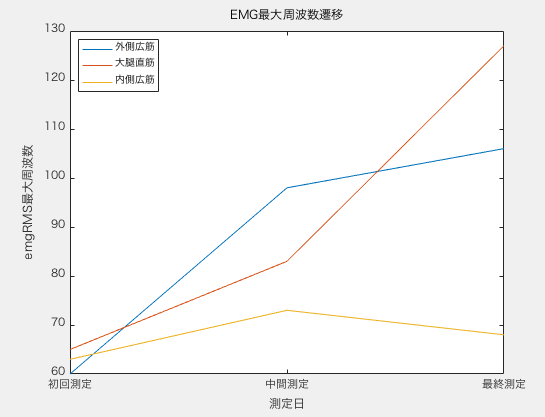 EMG最大周波数遷移
外側広筋
大腿直筋
内側広筋
130
120
110
100
90
80
70
60
emgRMS最大周波数
初回測定 中間測定 最終測定
測定日